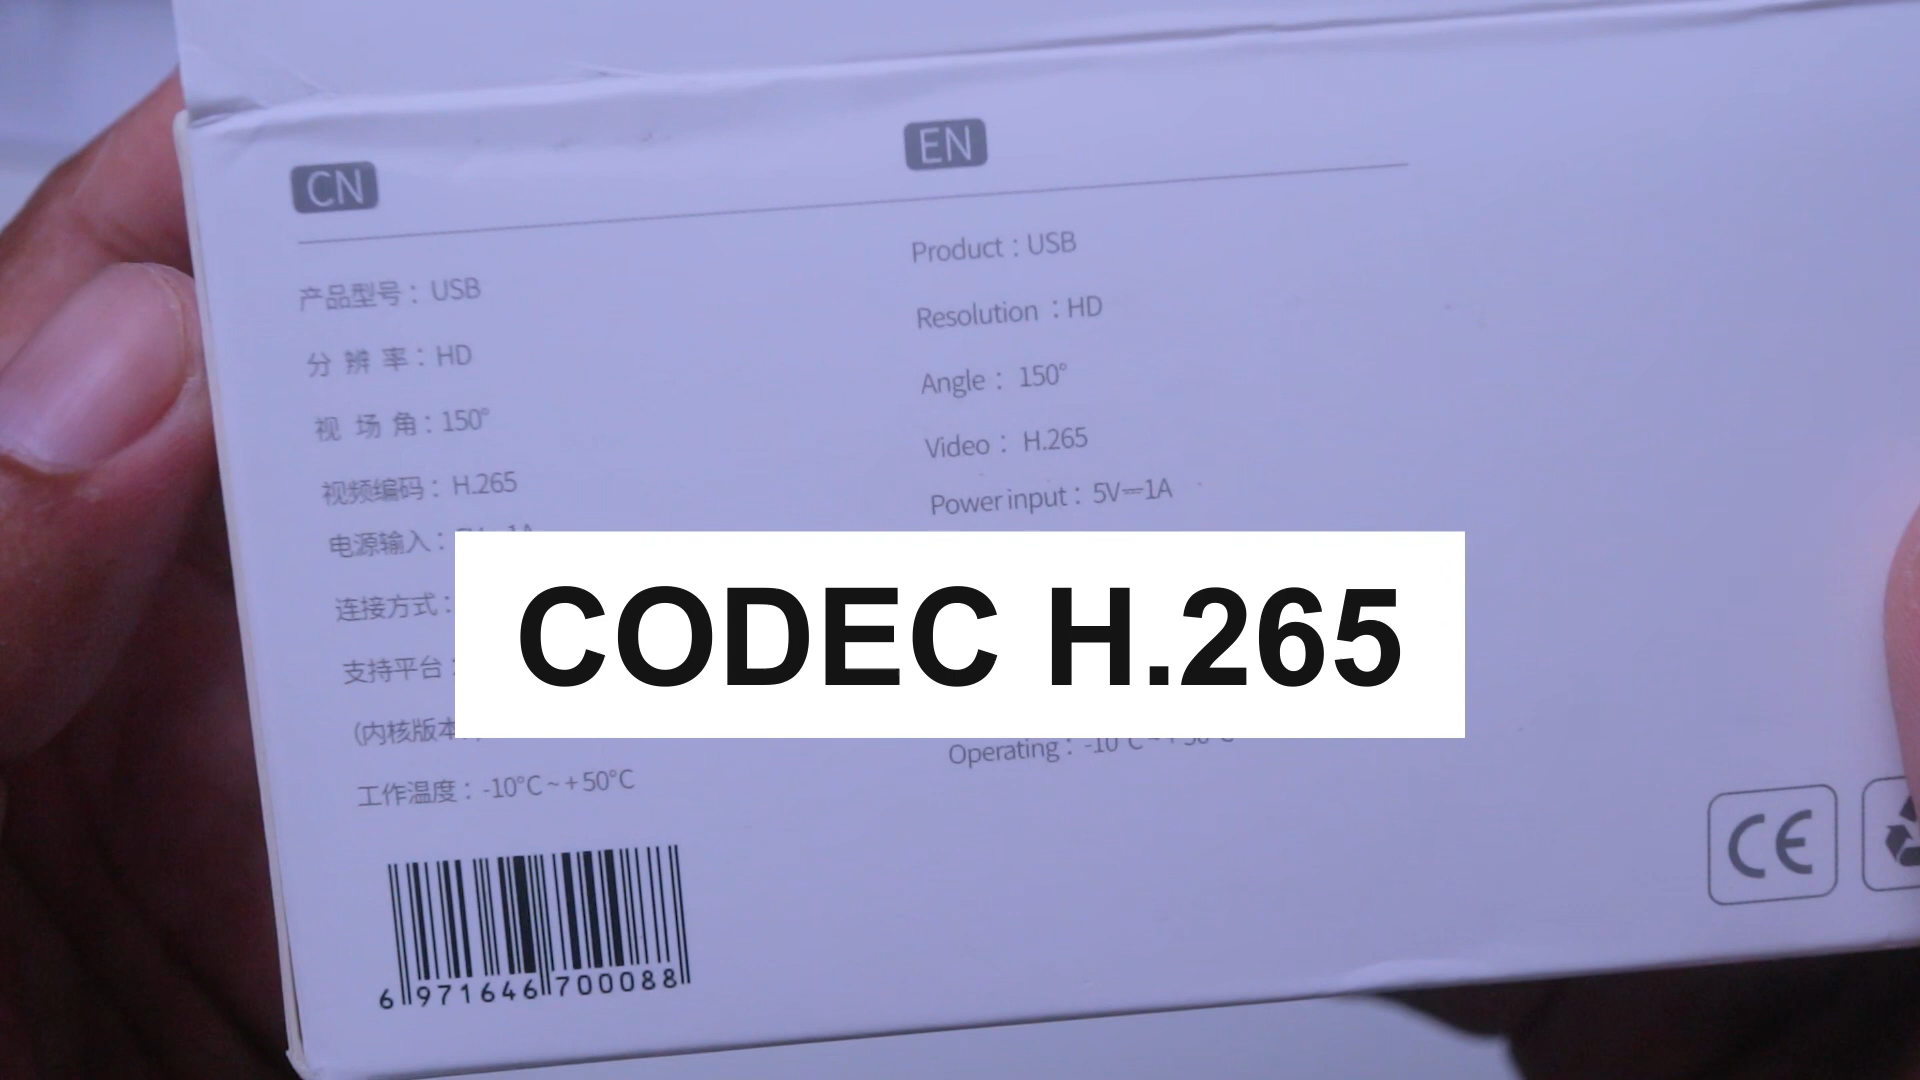 CN
产品型号：USB
分 辨 率：HD
视 场 角：150°
视频编码：H.265
电源输入：
连接方式：
支持平台：
（内核版本
工作温度：-10°C~+50°C
6 971646 700088
EN
Product : USB
Resolution : HD
Angle : 150°
Video : H.265
Power input : 5V⎓1A
Operating :
CODEC H.265
CE